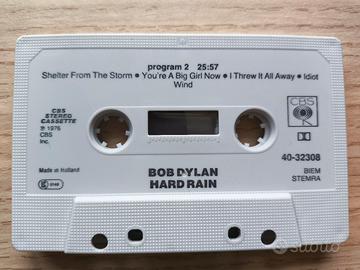 program 2 25:57
Shelter From The Storm • You're A Big Girl Now • I Threw It All Away • Idiot
Wind
CBS
STEREO
CASSETTE
℗ 1976
CBS
Inc.
CBS
40-32308
Made in Holland
BIEM
STEMRA
BOB DYLAN
HARD RAIN
Subito